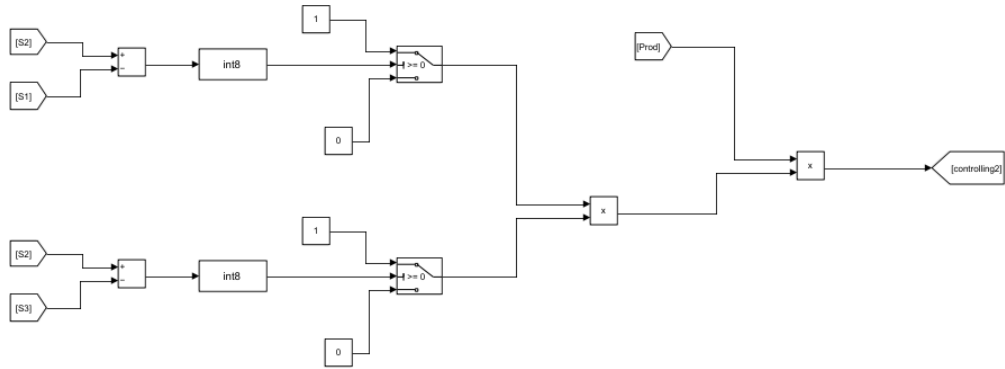 1
[S2]
[Prod]
+
−
int8
>= 0
[S1]
0
x
[controlling2]
x
1
[S2]
+
−
int8
>= 0
[S3]
0